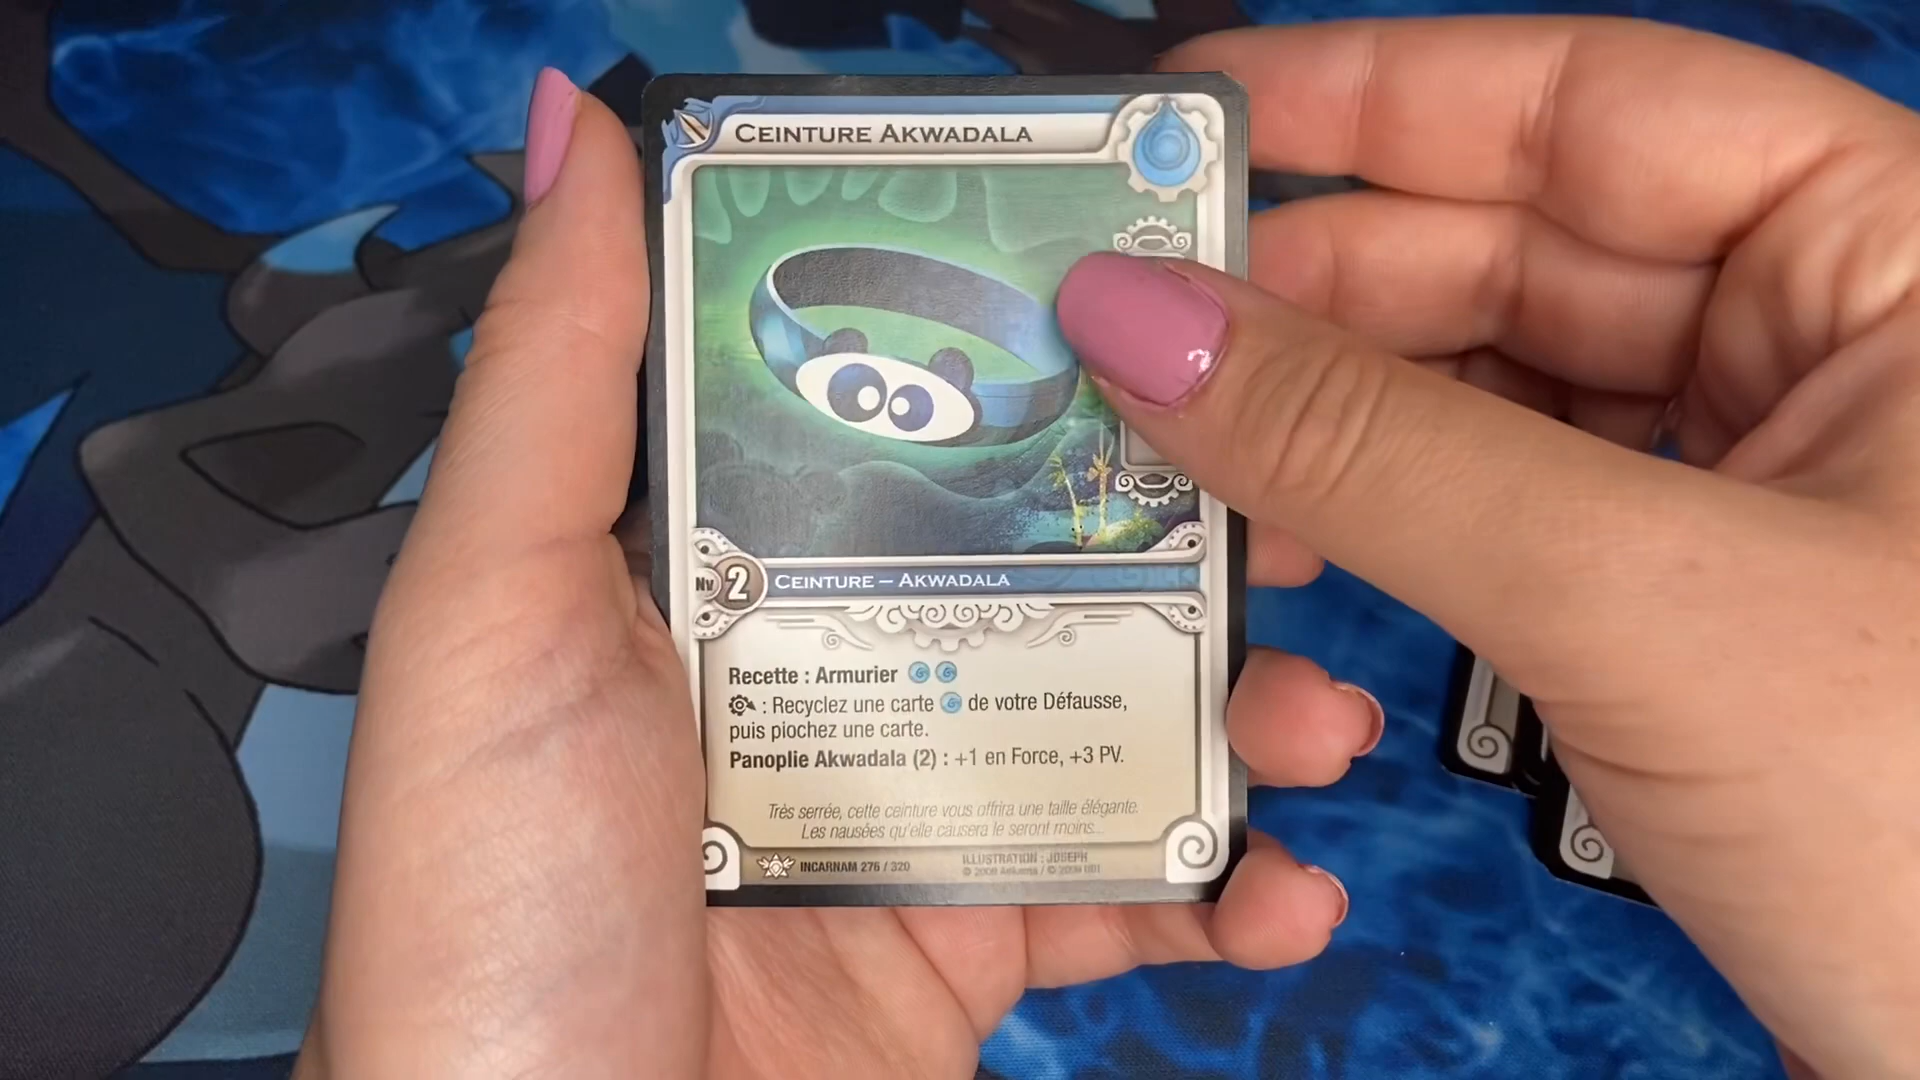 CEINTURE AKWADALA
Nv 2 CEINTURE – AKWADALA
Recette : Armurier
: Recyclez une carte de votre Défausse,
puis piochez une carte.
Panoplie Akwadala (2) : +1 en Force, +3 PV.
Très serrée, cette ceinture vous offrira une taille élégante.
Les nausées qu'elle causera le seront moins...
INCARNAM 276 / 320
ILLUSTRATION : JOSEPH